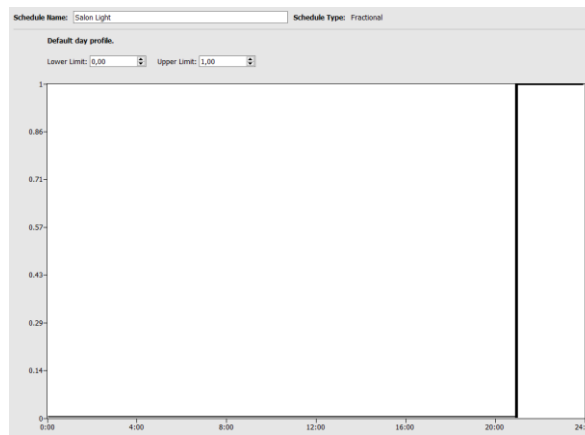 Schedule Name: Salon Light Schedule Type: Fractional
Default day profile.
Lower Limit: 0,00 Upper Limit: 1,00
1
0.86
0.71
0.57
0.43
0.29
0.14
0
0:00 4:00 8:00 12:00 16:00 20:00 24: